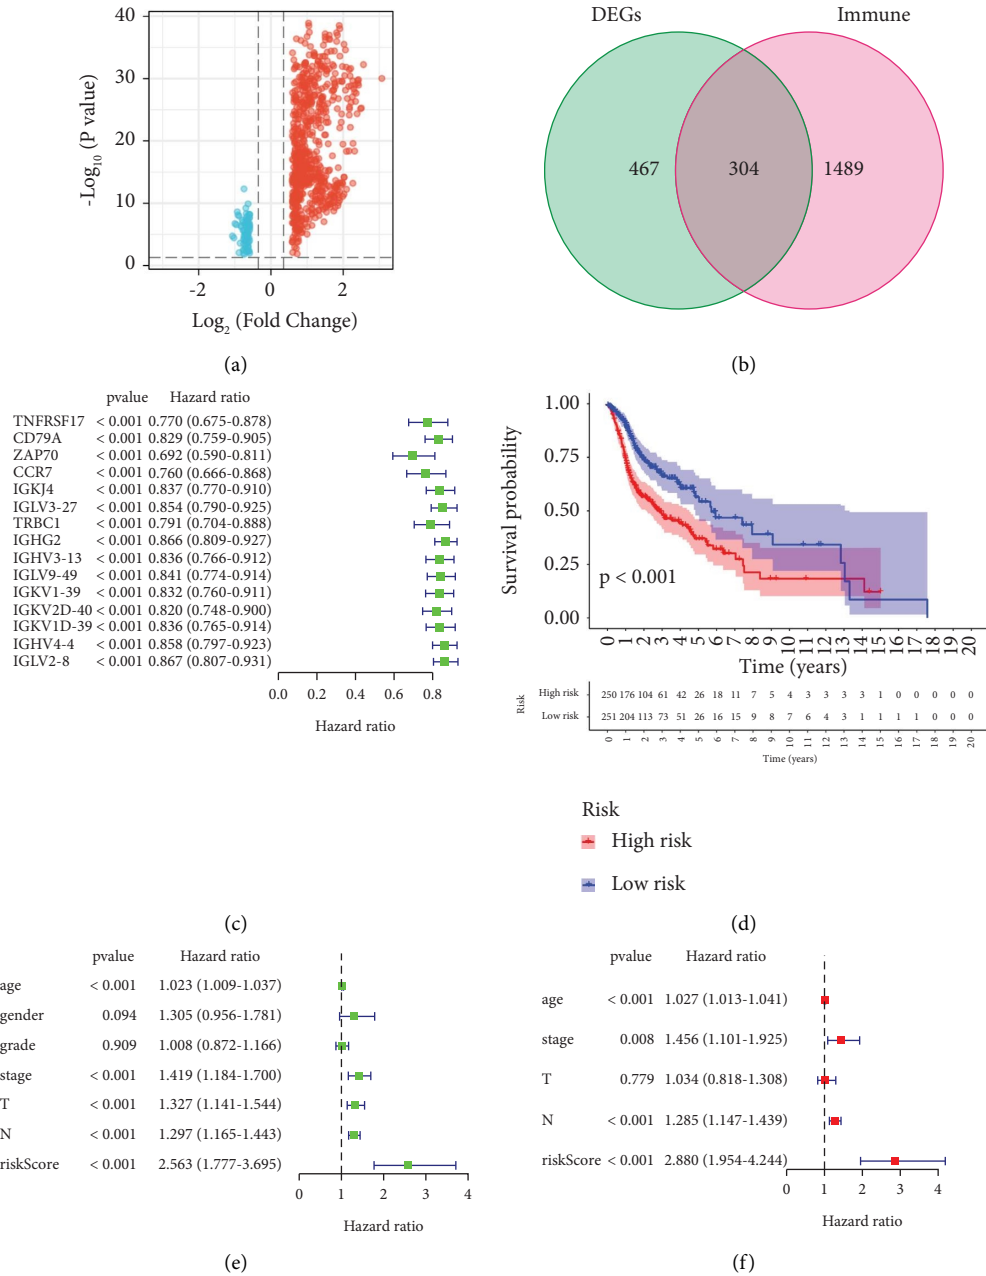 40
30
20
10
0
-Log10 (P value)
-2 0 2
Log2 (Fold Change)
(a)
DEGs Immune
467 304 1489
(b)
pvalue Hazard ratio
TNFRSF17 < 0.001 0.770 (0.675-0.878)
CD79A < 0.001 0.829 (0.759-0.905)
ZAP70 < 0.001 0.692 (0.590-0.811)
CCR7 < 0.001 0.760 (0.666-0.868)
IGKJ4 < 0.001 0.837 (0.770-0.910)
IGLV3-27 < 0.001 0.854 (0.790-0.925)
TRBC1 < 0.001 0.791 (0.704-0.888)
IGHG2 < 0.001 0.866 (0.809-0.927)
IGHV3-13 < 0.001 0.836 (0.766-0.912)
IGLV9-49 < 0.001 0.841 (0.774-0.914)
IGKV1-39 < 0.001 0.832 (0.760-0.911)
IGKV2D-40 < 0.001 0.820 (0.748-0.900)
IGKV1D-39 < 0.001 0.836 (0.765-0.914)
IGHV4-4 < 0.001 0.858 (0.797-0.923)
IGLV2-8 < 0.001 0.867 (0.807-0.931)
0.0 0.2 0.4 0.6 0.8
Hazard ratio
(c)
1.00
0.75
0.50
0.25
0.00
Survival probability
p < 0.001
0 1 2 3 4 5 6 7 8 9 10 11 12 13 14 15 16 17 18 19 20
Time (years)
Risk
High risk 250 176 104 61 42 26 18 11 7 5 4 3 3 3 3 1 0 0 0 0 0
Low risk 251 204 113 73 51 26 16 15 9 8 7 6 4 3 1 1 1 1 0 0 0
0 1 2 3 4 5 6 7 8 9 10 11 12 13 14 15 16 17 18 19 20
Time (years)
Risk
High risk
Low risk
(d)
pvalue Hazard ratio
age < 0.001 1.023 (1.009-1.037)
gender 0.094 1.305 (0.956-1.781)
grade 0.909 1.008 (0.872-1.166)
stage < 0.001 1.419 (1.184-1.700)
T < 0.001 1.327 (1.141-1.544)
N < 0.001 1.297 (1.165-1.443)
riskScore < 0.001 2.563 (1.777-3.695)
0 1 2 3 4
Hazard ratio
(e)
pvalue Hazard ratio
age < 0.001 1.027 (1.013-1.041)
stage 0.008 1.456 (1.101-1.925)
T 0.779 1.034 (0.818-1.308)
N < 0.001 1.285 (1.147-1.439)
riskScore < 0.001 2.880 (1.954-4.244)
0 1 2 3 4
Hazard ratio
(f)